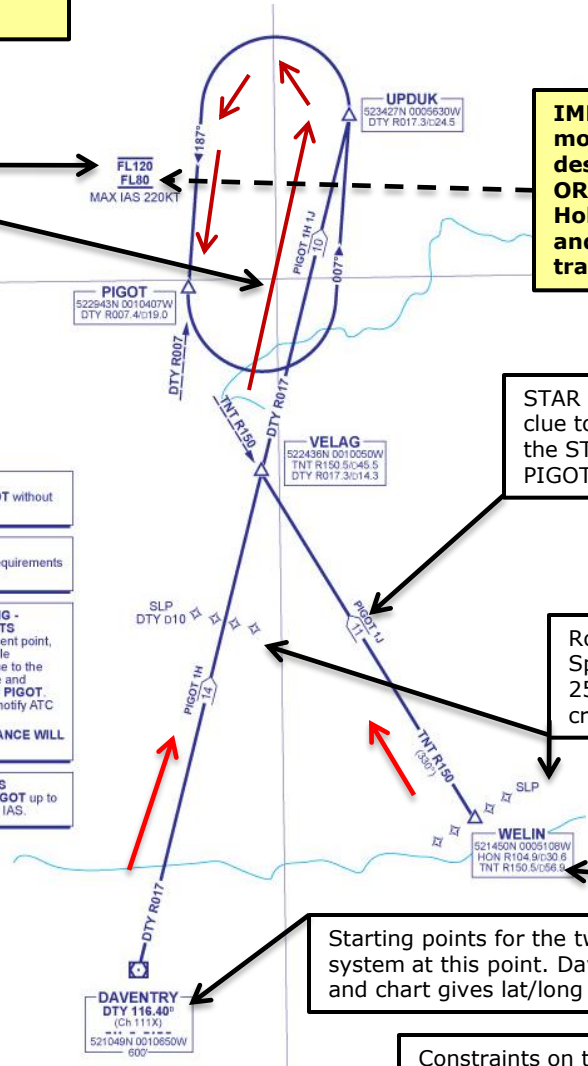 UPDUK
523427N 0005630W
DTY R017.3/D24.5
187°
FL120
FL80
MAX IAS 220KT
PIGOT 1H 1J
10
007°
PIGOT
522943N 0010407W
DTY R007.4/D19.0
DTY R007
TNT R150
DTY R017
VELAG
522436N 0010050W
TNT R150.5/D45.5
DTY R017.3/D14.3
OT without
equirements
G -
TS
ent point,
le
e to the
e and
PIGOT.
notify ATC
ANCE WILL
S
GOT up to
IAS.
SLP
DTY D10
PIGOT 1H
14
PIGOT 1J
11
TNT R150
(330°)
SLP
WELIN
521450N 0005108W
HON R104.9/D30.6
TNT R150.5/D56.9
DTY R017
DAVENTRY
DTY 116.40°
(Ch 111X)
521049N 0010650W
600'
IM
mo
des
OR
Hol
and
tra
STAR
clue to
the ST
PIGOT
Ro
Sp
25
cr
Starting points for the tw
system at this point. Da
and chart gives lat/long
Constraints on t